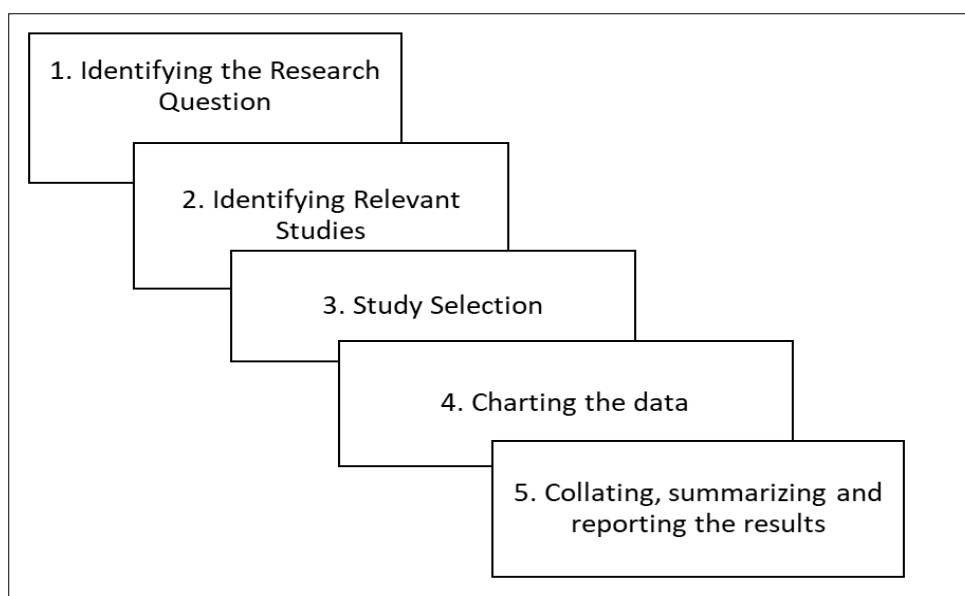 1. Identifying the Research
Question
2. Identifying Relevant
Studies
3. Study Selection
4. Charting the data
5. Collating, summarizing and
reporting the results